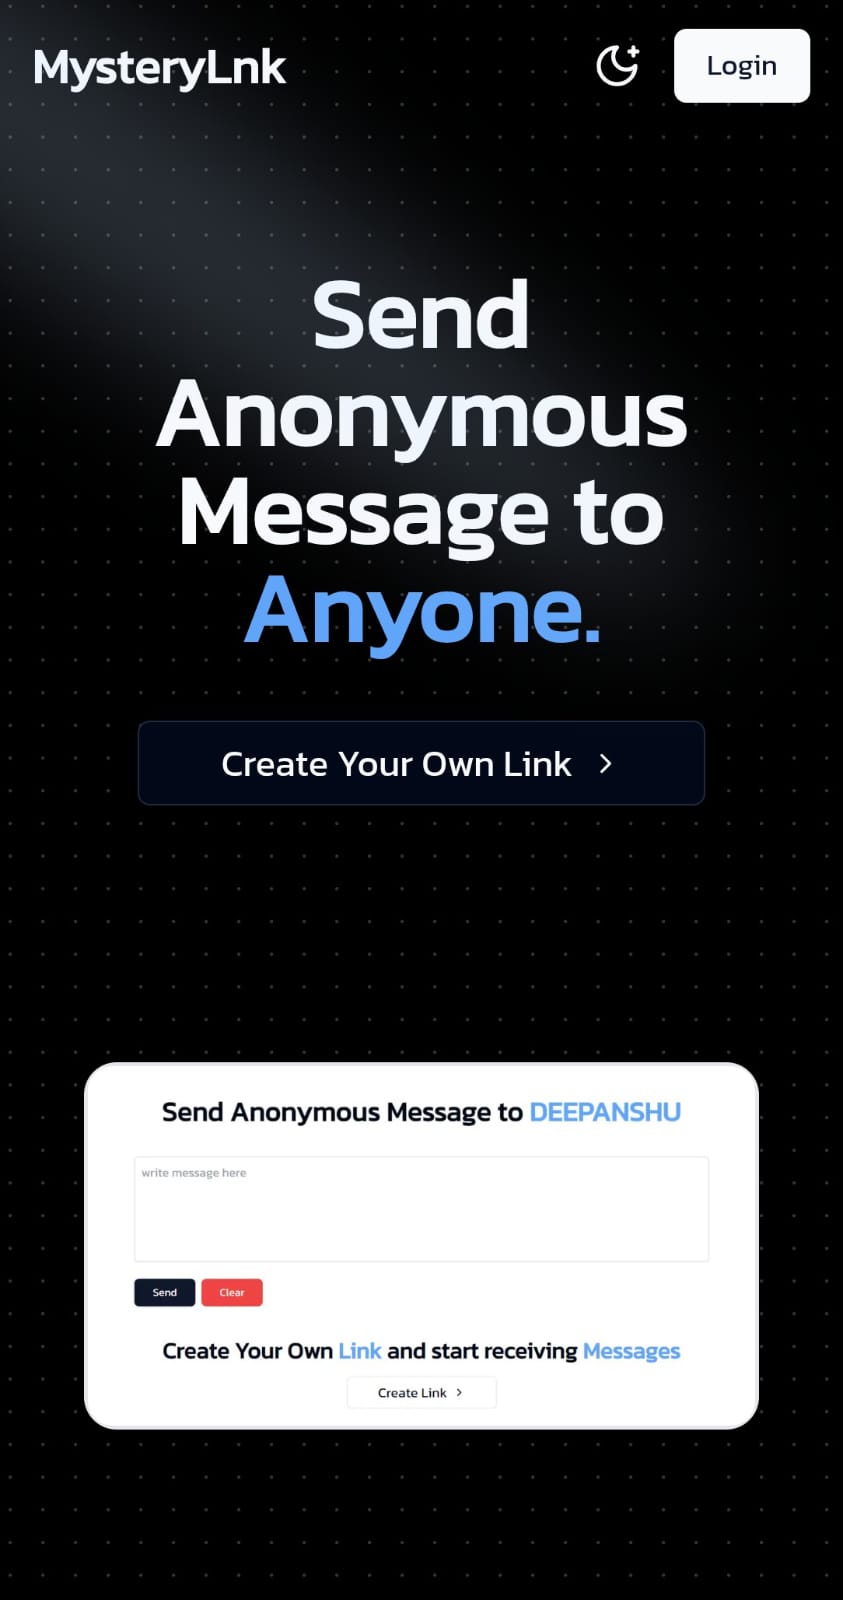 MysteryLnk
Login
Send
Anonymous
Message to
Anyone.
Create Your Own Link
Send Anonymous Message to DEEPANSHU
write message here
Send Clear
Create Your Own Link and start receiving Messages
Create Link